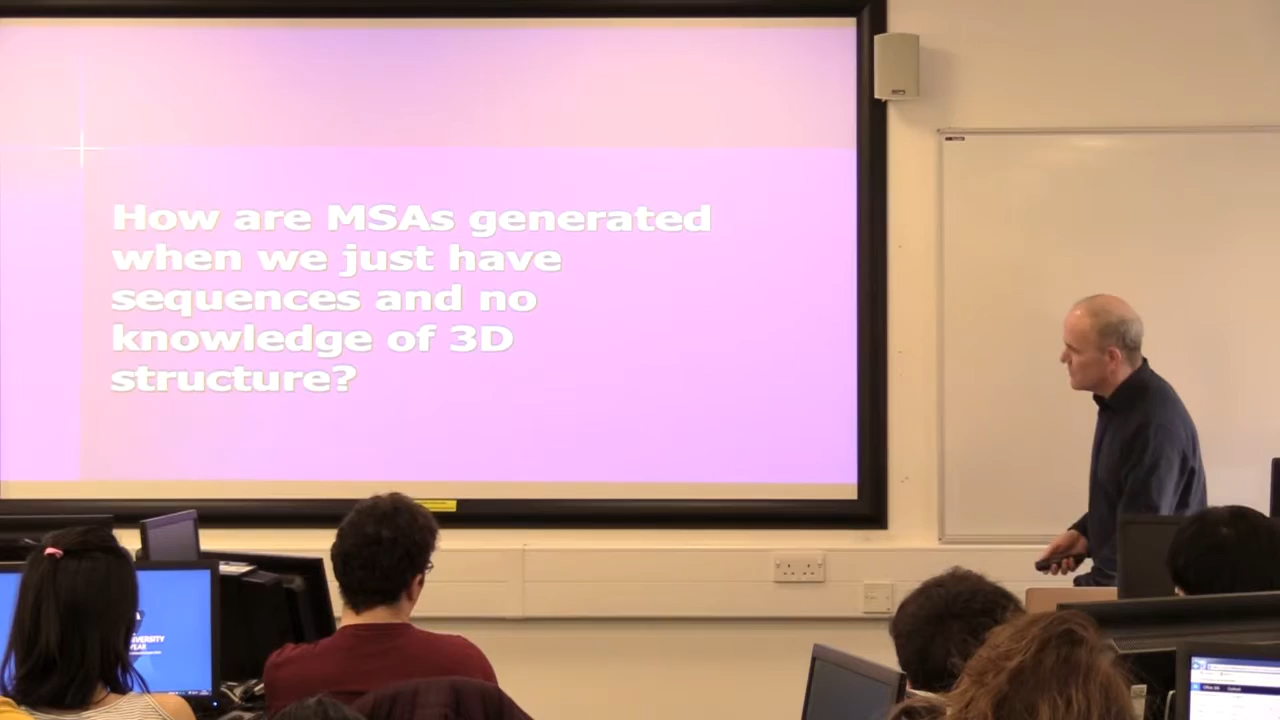 How are MSAs generated
when we just have
sequences and no
knowledge of 3D
structure?